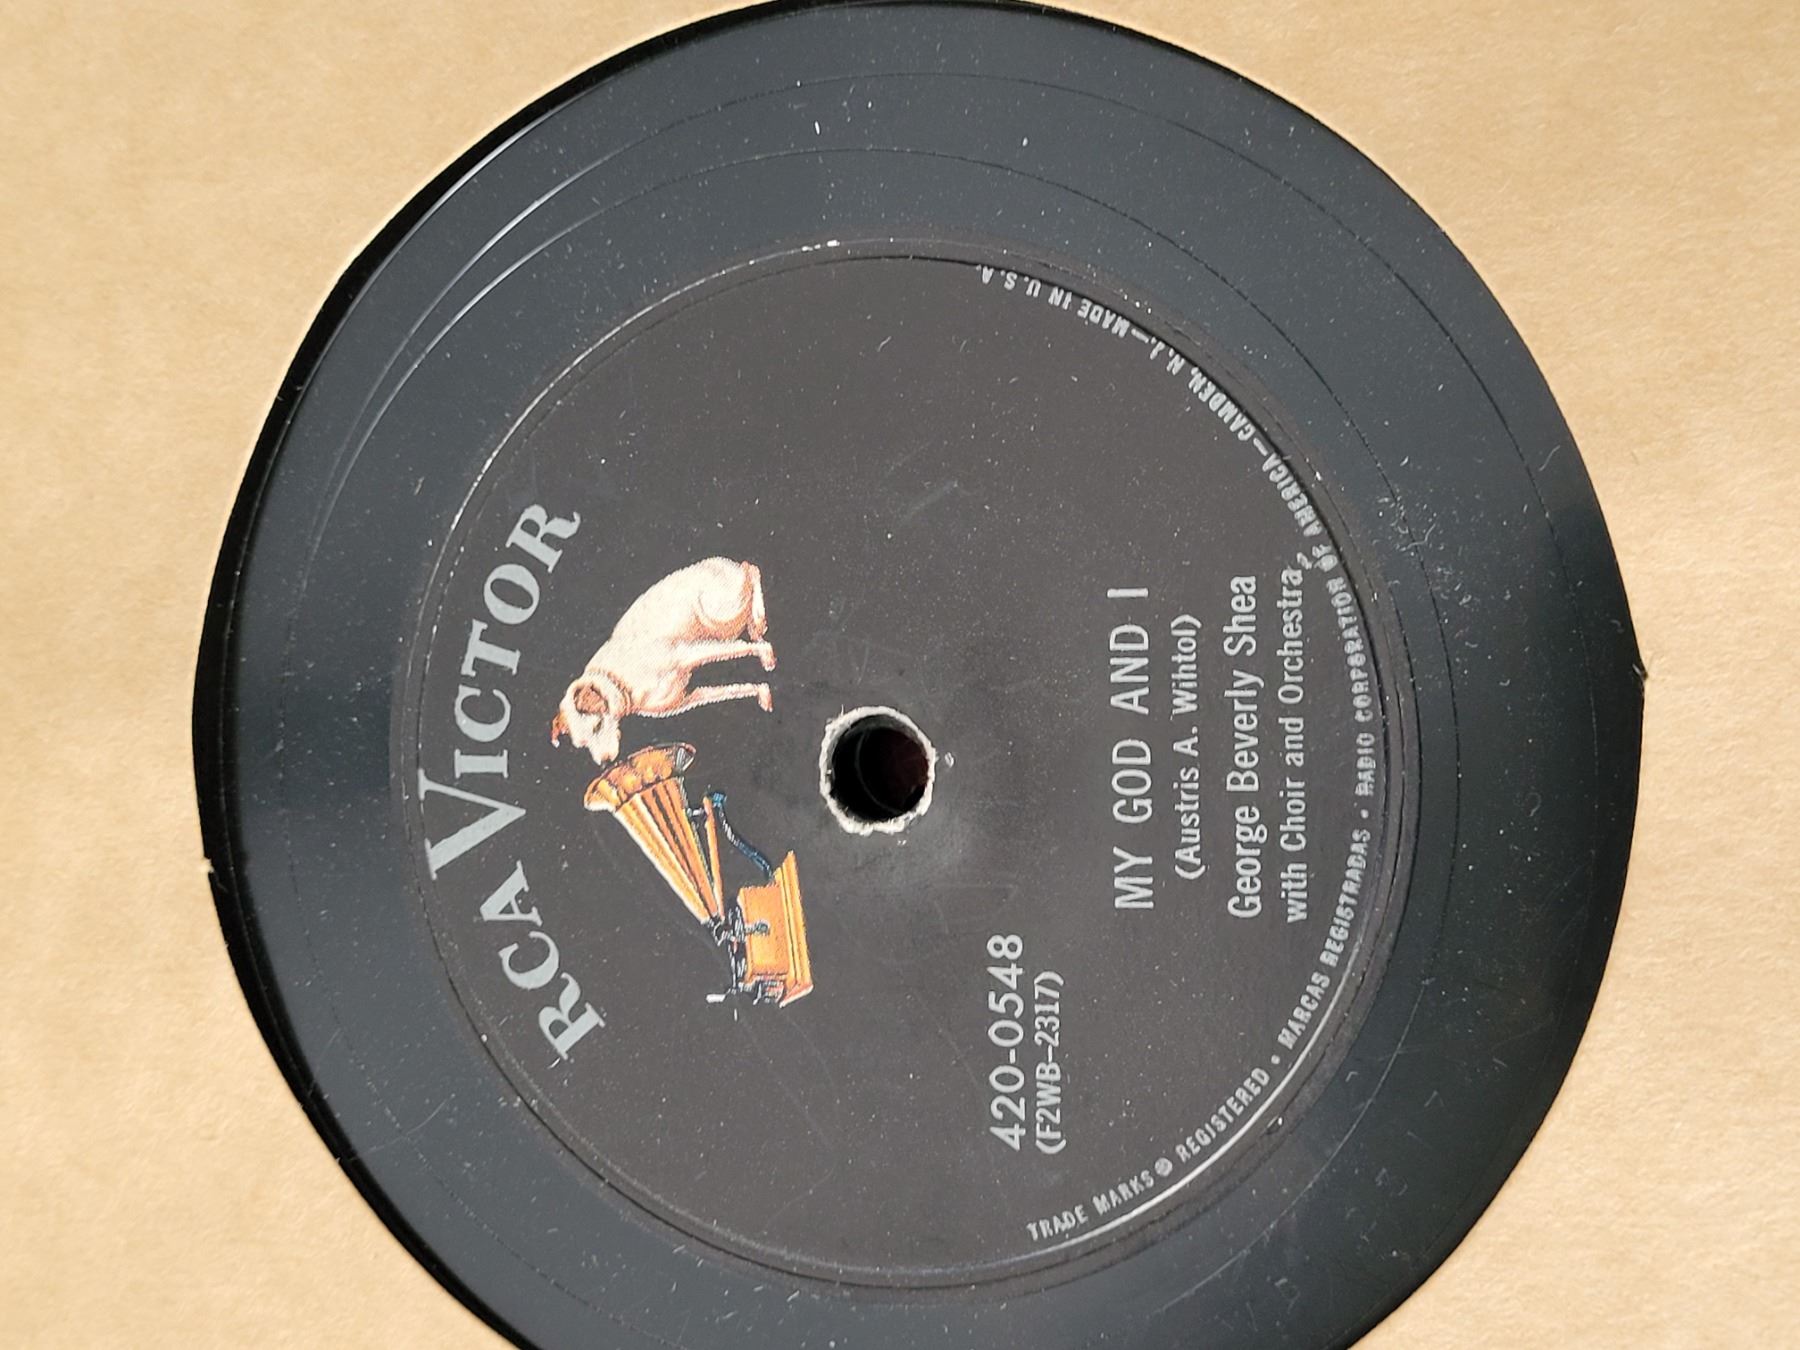 RCA VICTOR
420-0548
(F2WB-2317)
MY GOD AND I
(Austris A. Wihtol)
George Beverly Shea
with Choir and Orchestra
TRADE MARKS ® REGISTERED • MARCAS REGISTRADAS • RADIO CORPORATION OF AMERICA—CAMDEN, N.J.—MADE IN U.S.A.